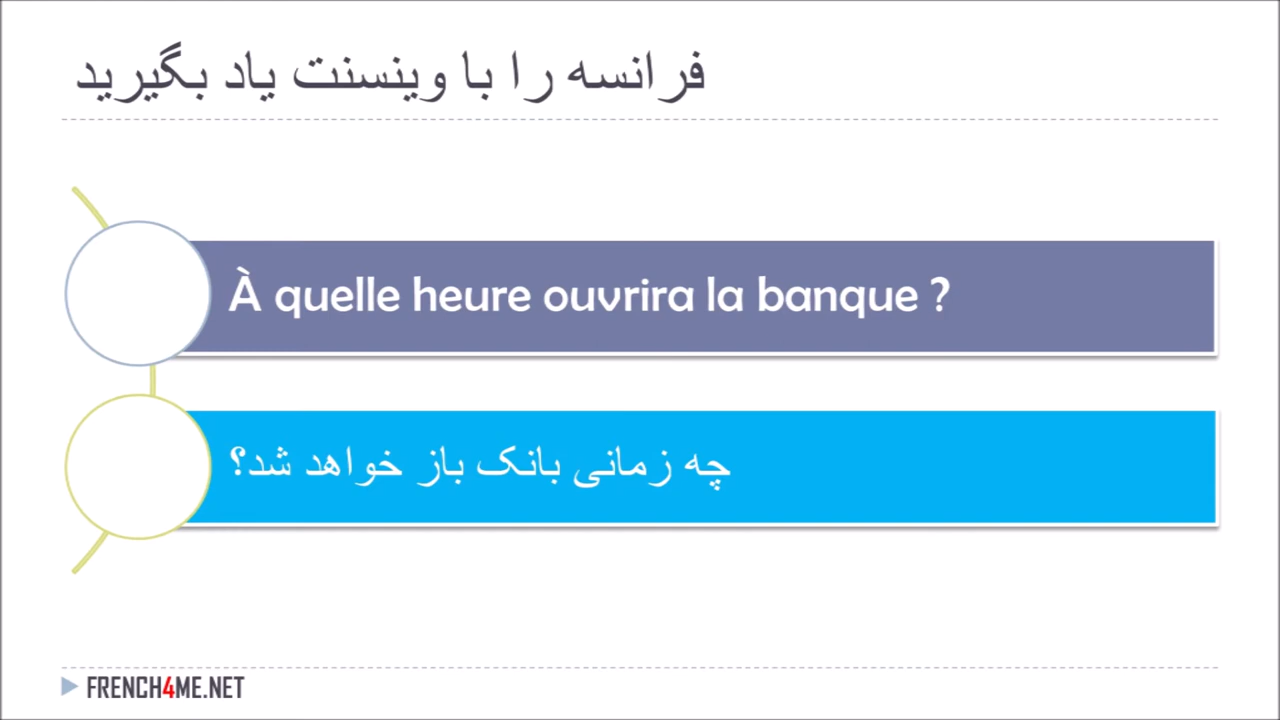 فرانسه را با وینسنت یاد بگیرید
À quelle heure ouvrira la banque ?
چه زمانی بانک باز خواهد شد؟
FRENCH4ME.NET